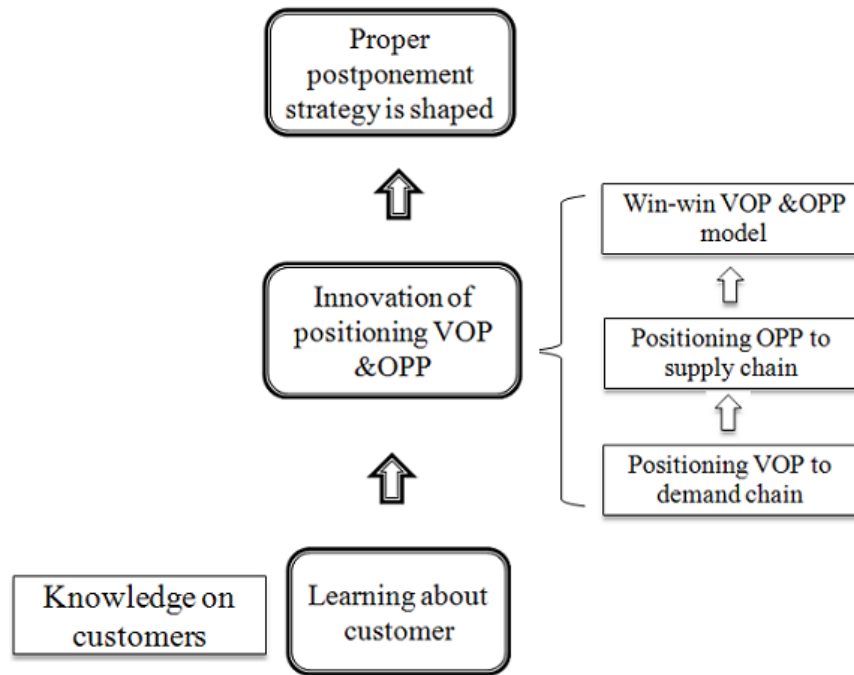 Proper
postponement
strategy is shaped
Innovation of
positioning VOP
&OPP
Win-win VOP &OPP
model
Positioning OPP to
supply chain
Positioning VOP to
demand chain
Knowledge on
customers
Learning about
customer